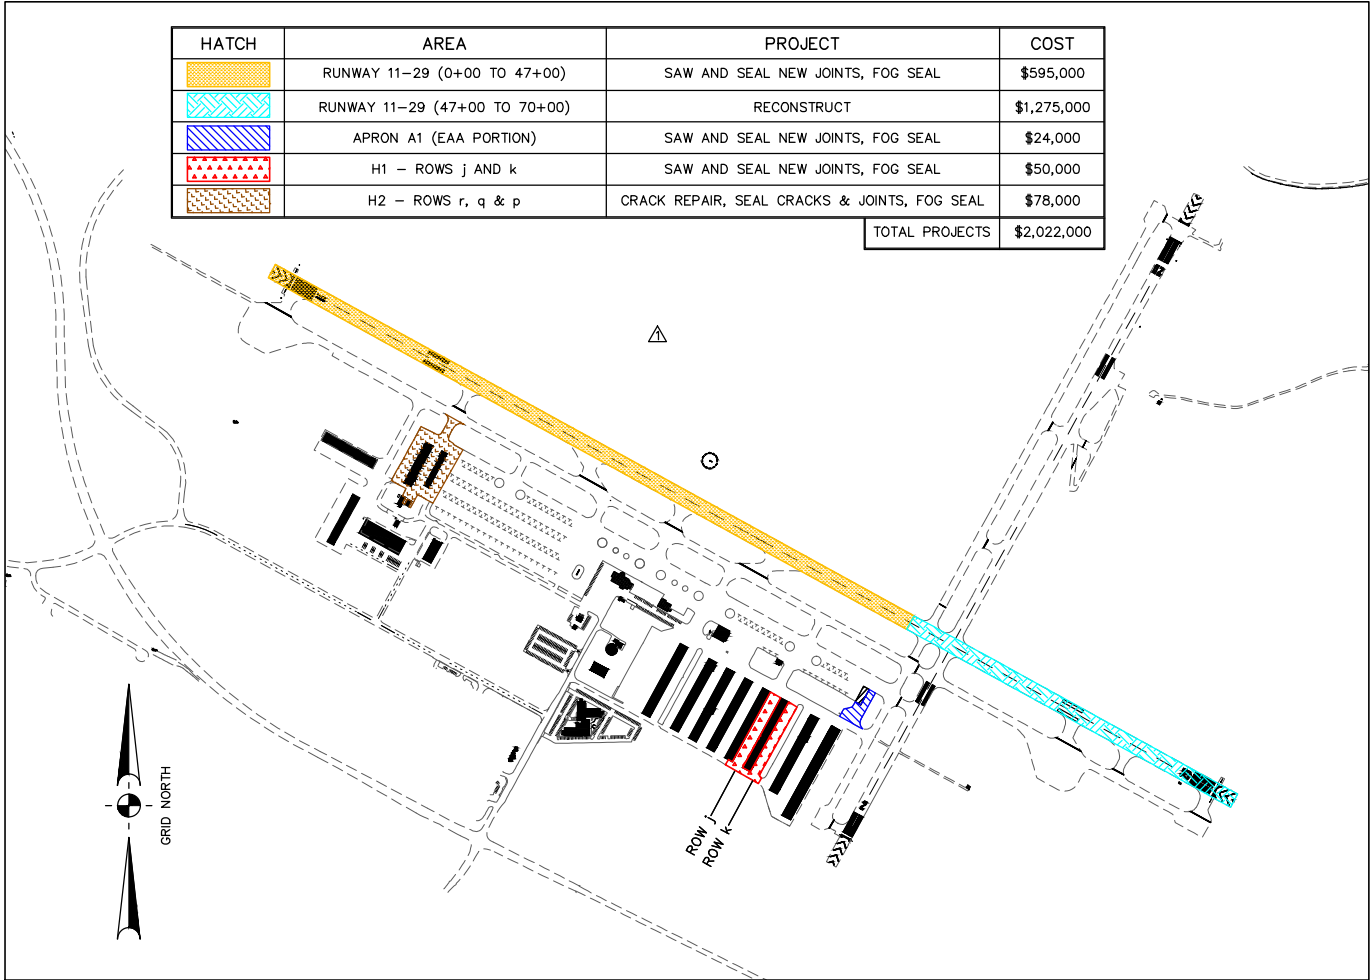 HATCH AREA PROJECT COST
RUNWAY 11-29 (0+00 TO 47+00) SAW AND SEAL NEW JOINTS, FOG SEAL $595,000
RUNWAY 11-29 (47+00 TO 70+00) RECONSTRUCT $1,275,000
APRON A1 (EAA PORTION) SAW AND SEAL NEW JOINTS, FOG SEAL $24,000
H1 - ROWS j AND k SAW AND SEAL NEW JOINTS, FOG SEAL $50,000
H2 - ROWS r, q & p CRACK REPAIR, SEAL CRACKS & JOINTS, FOG SEAL $78,000
TOTAL PROJECTS $2,022,000
1
GRID NORTH
ROW j
ROW k